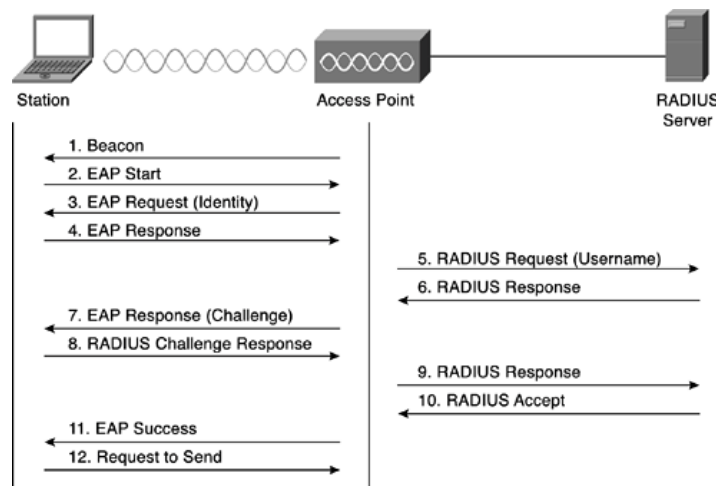 Station
Access Point
RADIUS
Server
1. Beacon
2. EAP Start
3. EAP Request (Identity)
4. EAP Response
5. RADIUS Request (Username)
6. RADIUS Response
7. EAP Response (Challenge)
8. RADIUS Challenge Response
9. RADIUS Response
10. RADIUS Accept
11. EAP Success
12. Request to Send